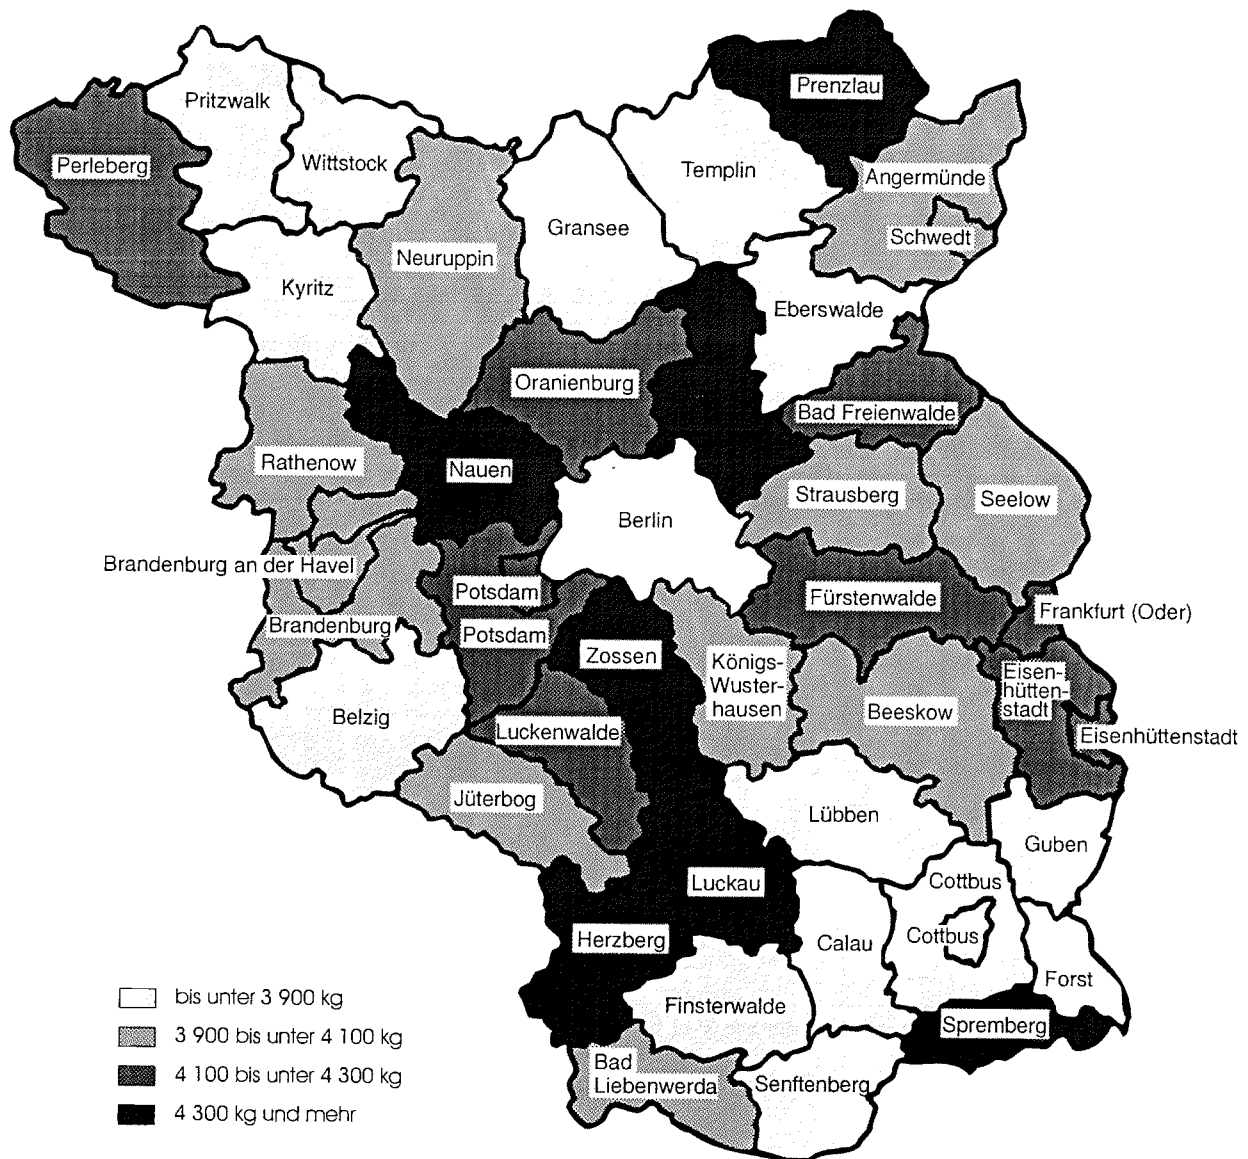 Prenzlau
Pritzwalk
Wittstock
Perleberg
Templin
Angermünde
Gransee
Schwedt
Neuruppin
Kyritz
Eberswalde
Oranienburg
Bad Freienwalde
Rathenow
Nauen
Strausberg
Seelow
Berlin
Brandenburg an der Havel
Potsdam
Fürstenwalde
Frankfurt (Oder)
Brandenburg
Potsdam
Zossen
Königs-
Wuster-
hausen
Eisen-
hütten-
stadt
Belzig
Beeskow
Luckenwalde
Eisenhüttenstadt
Jüterbog
Lübben
Guben
Luckau
Cottbus
Herzberg
Calau
Cottbus
Forst
Finsterwalde
Spremberg
Bad
Liebenwerda
Senftenberg
bis unter 3 900 kg
3 900 bis unter 4 100 kg
4 100 bis unter 4 300 kg
4 300 kg und mehr